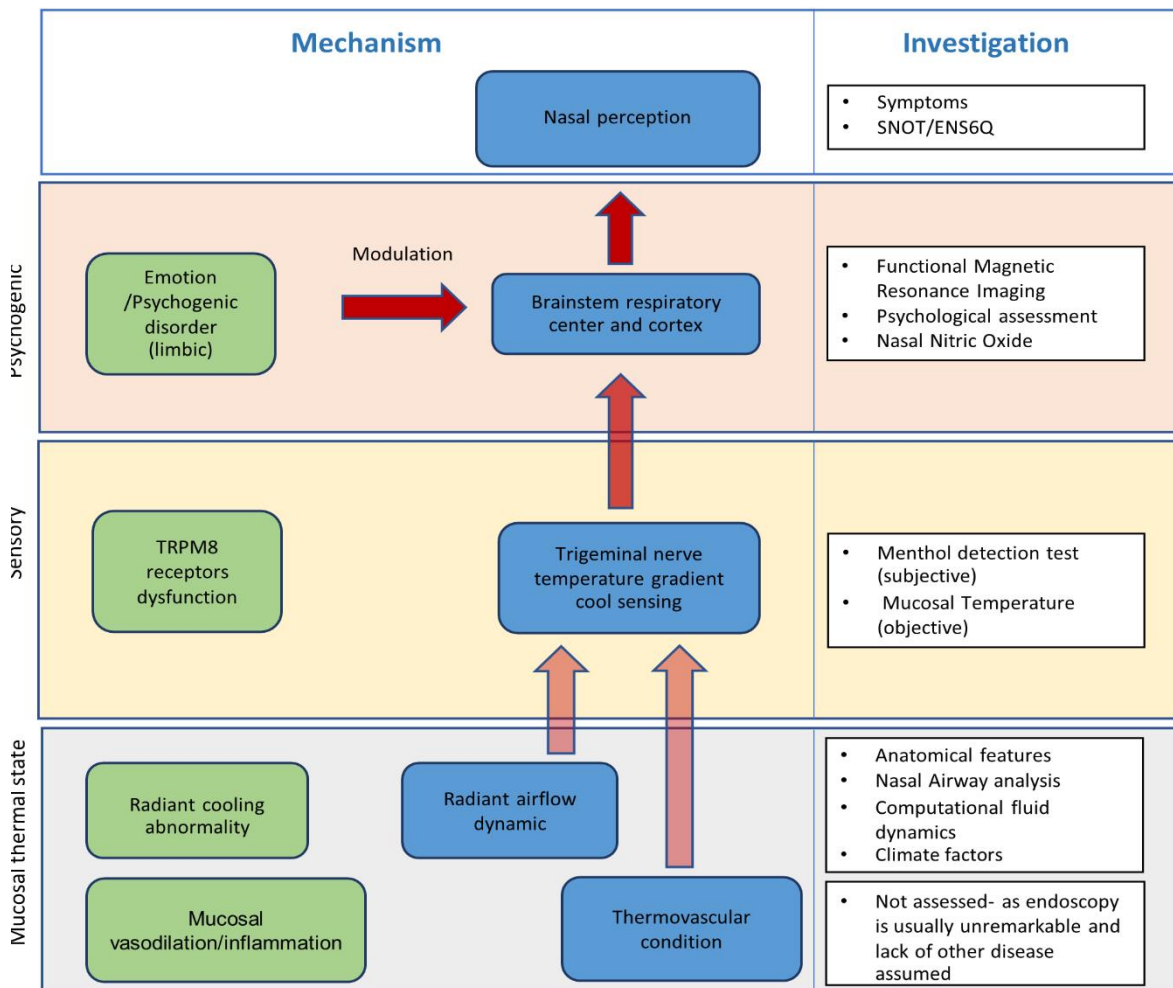 Mechanism
Investigation
Nasal perception
• Symptoms
• SNOT/ENS6Q
Psychogenic
Emotion
/Psychogenic
disorder
(limbic)
Modulation
Brainstem respiratory
center and cortex
• Functional Magnetic
Resonance Imaging
• Psychological assessment
• Nasal Nitric Oxide
Sensory
TRPM8
receptors
dysfunction
Trigeminal nerve
temperature gradient
cool sensing
• Menthol detection test
(subjective)
• Mucosal Temperature
(objective)
Mucosal thermal state
Radiant cooling
abnormality
Radiant airflow
dynamic
• Anatomical features
• Nasal Airway analysis
• Computational fluid
dynamics
• Climate factors
Mucosal
vasodilation/inflammation
Thermovascular
condition
• Not assessed- as endoscopy
is usually unremarkable and
lack of other disease
assumed